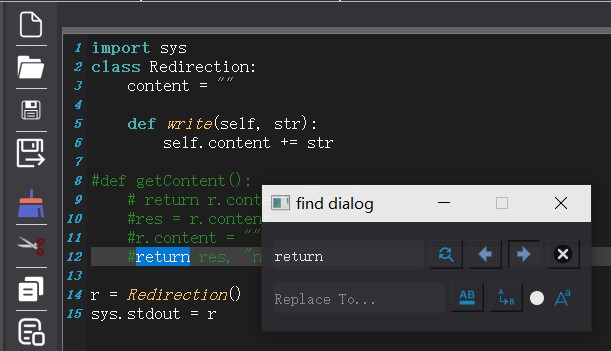 1 import sys
2 class Redirection:
3 content = ""
4
5 def write(self, str):
6 self.content += str
7
8 #def getContent():
9 # return r.cont
10 #res = r.conten
11 #r.content = ""
12 #return res, "n
13
14 r = Redirection()
15 sys.stdout = r
find dialog
return
Replace To...
AB
A B
Aa